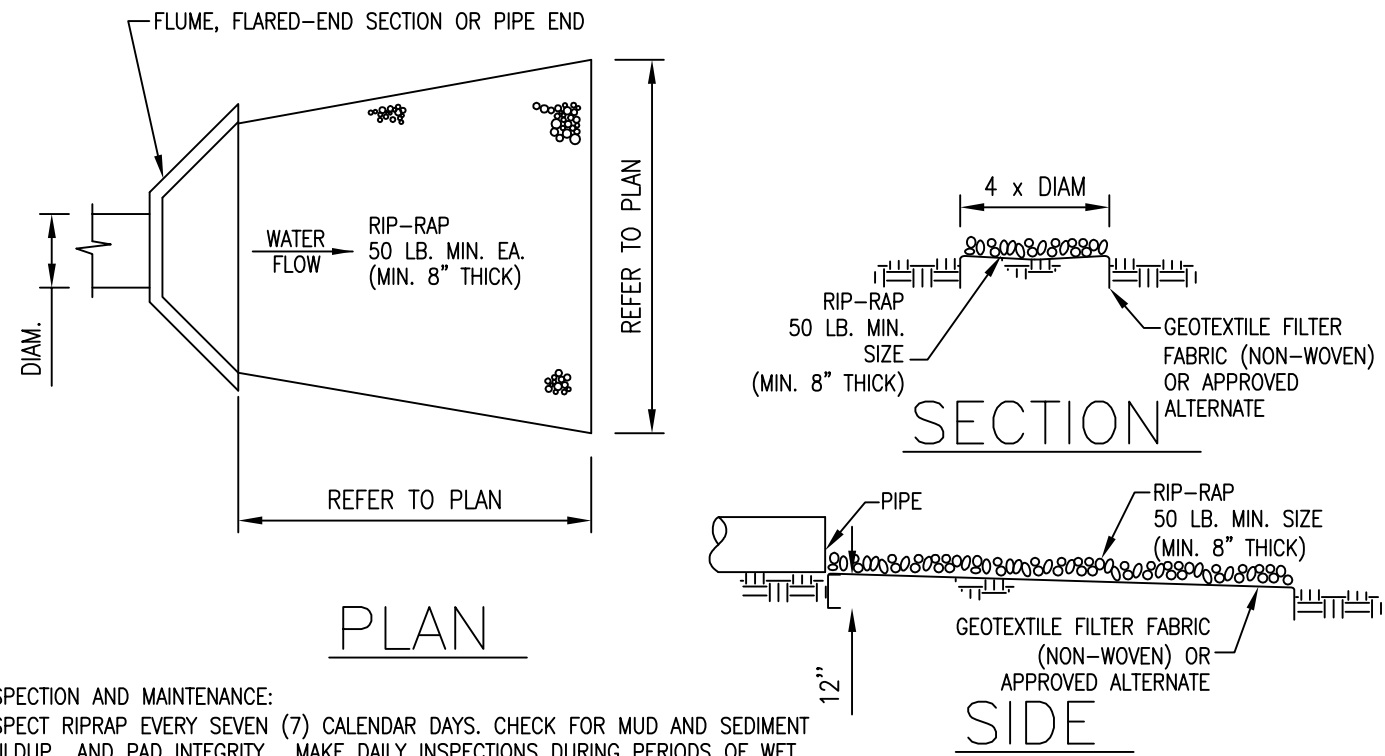 FLUME, FLARED-END SECTION OR PIPE END
DIAM.
WATER
FLOW
RIP-RAP
50 LB. MIN. EA.
(MIN. 8" THICK)
REFER TO PLAN
REFER TO PLAN
PLAN
4 x DIAM
RIP-RAP
50 LB. MIN.
SIZE
(MIN. 8" THICK)
GEOTEXTILE FILTER
FABRIC (NON-WOVEN)
OR APPROVED
ALTERNATE
SECTION
PIPE
RIP-RAP
50 LB. MIN. SIZE
(MIN. 8" THICK)
12"
GEOTEXTILE FILTER FABRIC
(NON-WOVEN) OR
APPROVED ALTERNATE
SIDE
SPECTION AND MAINTENANCE:
SPECT RIPRAP EVERY SEVEN (7) CALENDAR DAYS. CHECK FOR MUD AND SEDIMENT
ILDUP, AND PAD INTEGRITY. MAKE DAILY INSPECTIONS DURING PERIODS OF WET